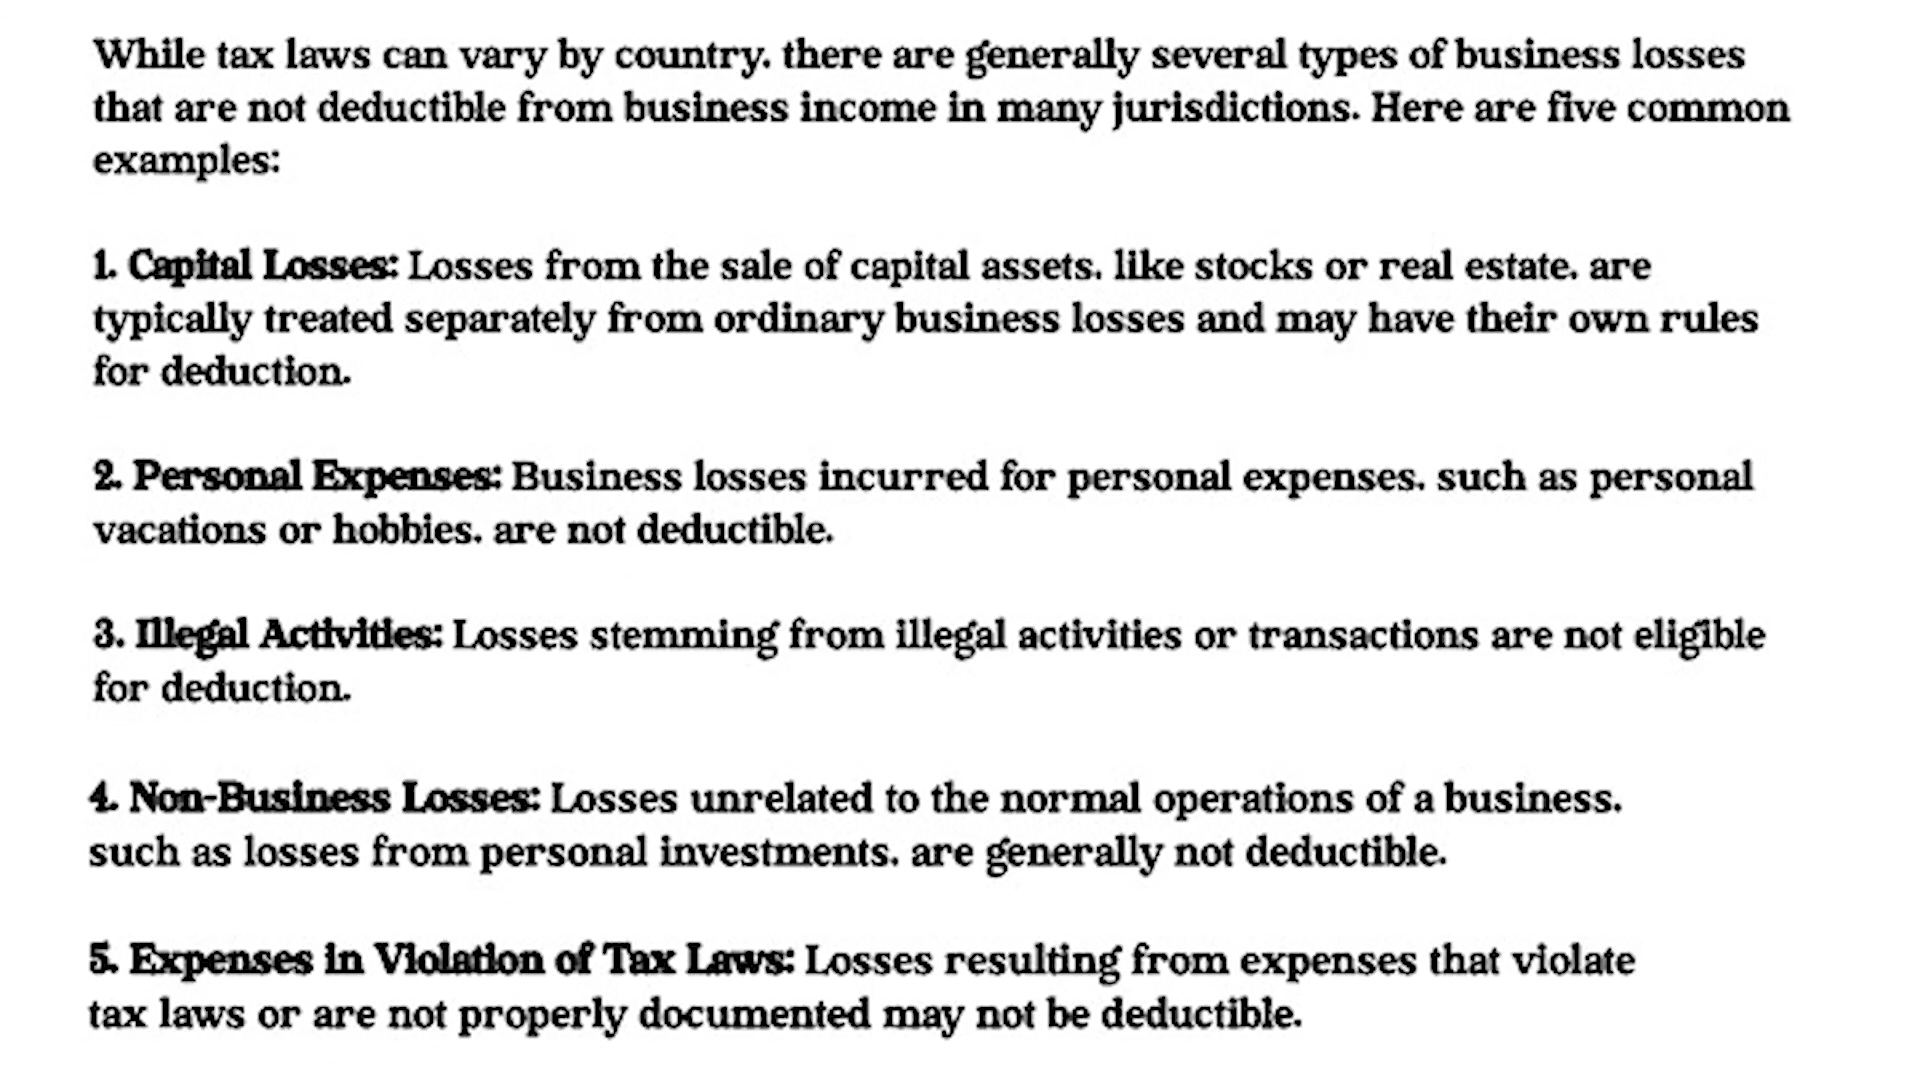 While tax laws can vary by country. there are generally several types of business losses
that are not deductible from business income in many jurisdictions. Here are five common
examples:
1. Capital Losses: Losses from the sale of capital assets. like stocks or real estate. are
typically treated separately from ordinary business losses and may have their own rules
for deduction.
2. Personal Expenses: Business losses incurred for personal expenses. such as personal
vacations or hobbies. are not deductible.
3. Illegal Activities: Losses stemming from illegal activities or transactions are not eligible
for deduction.
4. Non-Business Losses: Losses unrelated to the normal operations of a business.
such as losses from personal investments. are generally not deductible.
5. Expenses in Violation of Tax Laws: Losses resulting from expenses that violate
tax laws or are not properly documented may not be deductible.